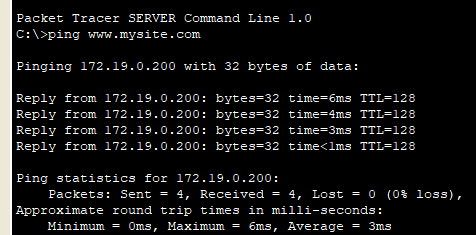 Packet Tracer SERVER Command Line 1.0
C:\>ping www.mysite.com
Pinging 172.19.0.200 with 32 bytes of data:
Reply from 172.19.0.200: bytes=32 time=6ms TTL=128
Reply from 172.19.0.200: bytes=32 time=4ms TTL=128
Reply from 172.19.0.200: bytes=32 time=3ms TTL=128
Reply from 172.19.0.200: bytes=32 time<1ms TTL=128
Ping statistics for 172.19.0.200:
    Packets: Sent = 4, Received = 4, Lost = 0 (0% loss),
Approximate round trip times in milli-seconds:
    Minimum = 0ms, Maximum = 6ms, Average = 3ms